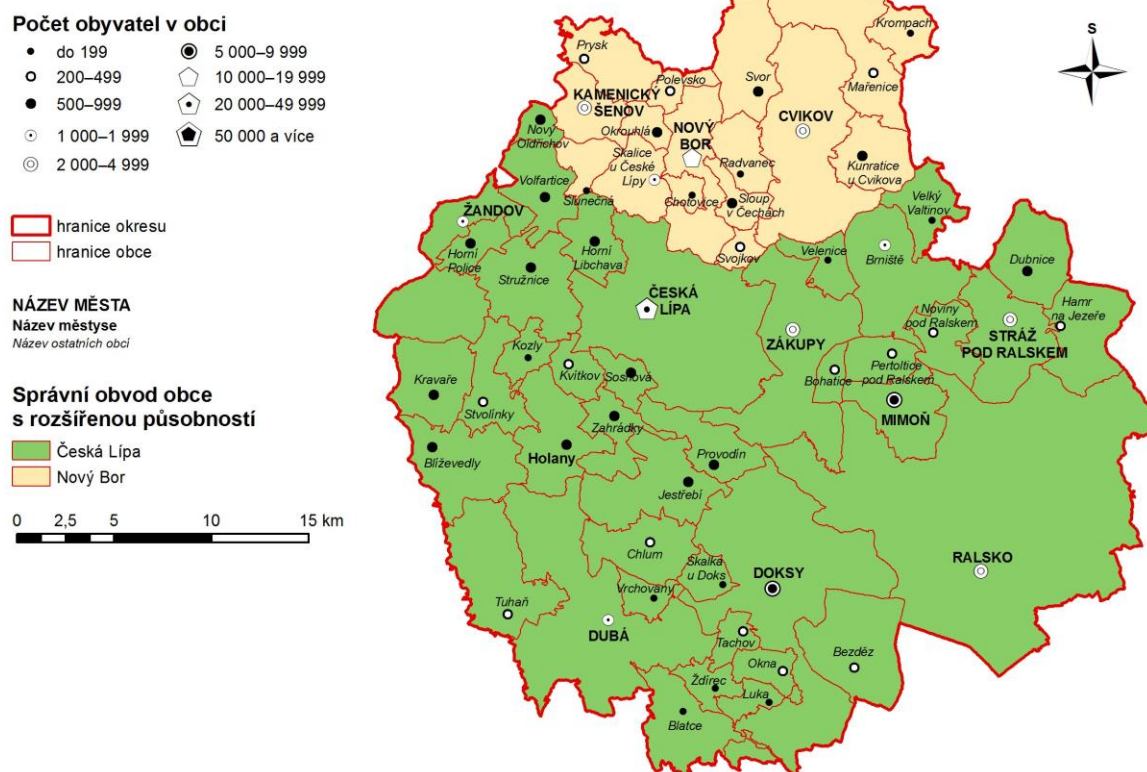 Počet obyvatel v obci
do 199
200–499
500–999
1 000–1 999
2 000–4 999
5 000–9 999
10 000–19 999
20 000–49 999
50 000 a více
hranice okresu
hranice obce
NÁZEV MĚSTA
Název městyse
Název ostatních obcí
Správní obvod obce
s rozšířenou působností
Česká Lípa
Nový Bor
0 2,5 5 10 15 km
S
Krompach
Prysk
Polevsko
Svor
Mařenice
KAMENICKÝ
ŠENOV
CVIKOV
Nový
Oldřichov
Okrouhlá
NOVÝ
BOR
Skalice
u České
Lípy
Radvanec
Kunratice
u Cvikova
Volfartice
Slunečná
Chotovice
Sloup
v Čechách
Velký
Valtinov
ŽANDOV
Horní
Police
Horní
Libchava
Svojkov
Velenice
Brniště
Dubnice
Stružnice
ČESKÁ
LÍPA
Noviny
pod Ralskem
Hamr
na Jezeře
ZÁKUPY
STRÁŽ
POD RALSKEM
Kozly
Kvítkov
Sosnová
Bohatice
Pertoltice
pod Ralskem
Kravaře
Stvolínky
MIMOŇ
Zahrádky
Blíževedly
Holany
Provodín
Jestřebí
Chlum
Skalka
u Doks
DOKSY
RALSKO
Vrchovany
Tuhaň
DUBÁ
Tachov
Okna
Bezděz
Ždírec
Luka
Blatce